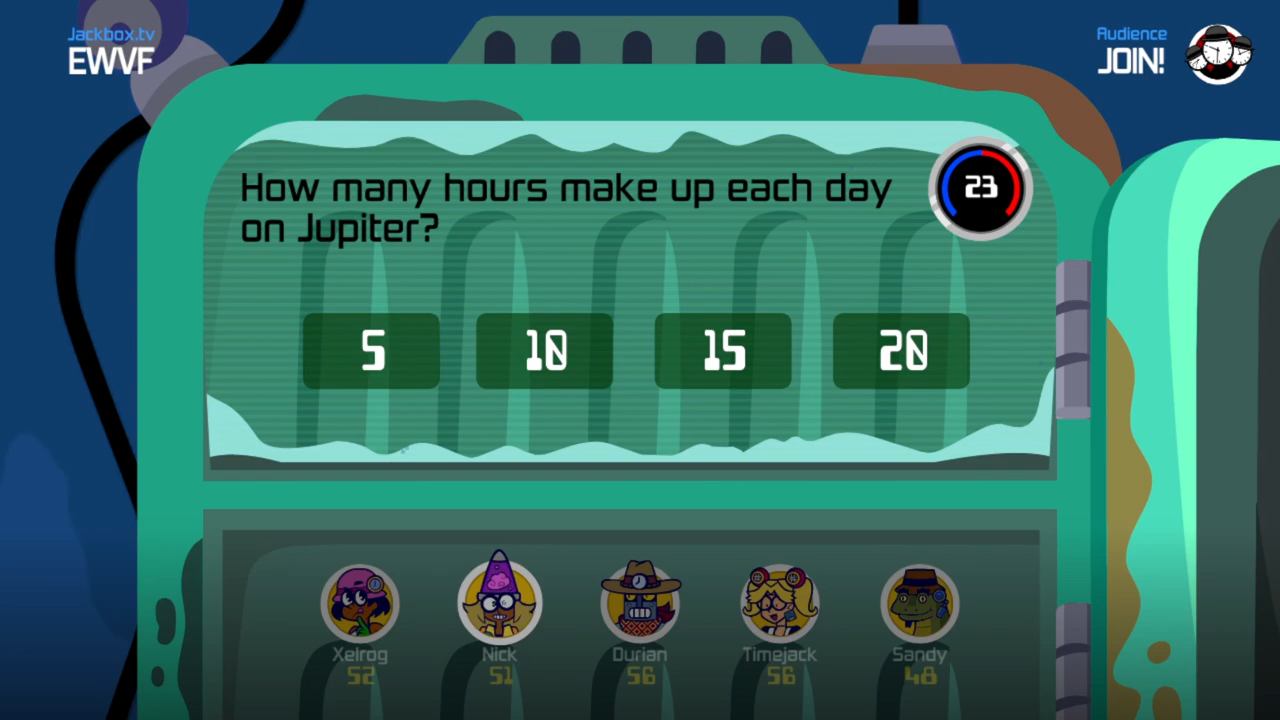 Jackbox.tv
EWVF
Audience
JOIN!
How many hours make up each day
on Jupiter?
23
5
10
15
20
Xelrog
Nick
Durian
Timejack
Sandy
52
51
56
56
48